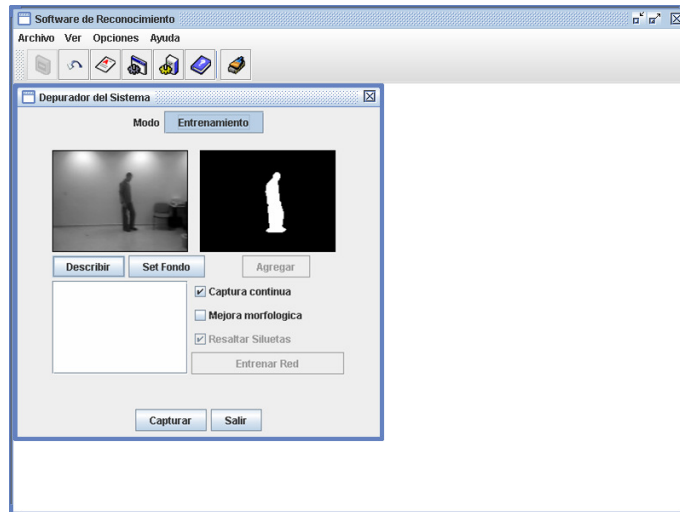 Software de Reconocimiento
Archivo Ver Opciones Ayuda
Depurador del Sistema
Modo Entrenamiento
Describir Set Fondo Agregar
Captura continua
Mejora morfologica
Resaltar Siluetas
Entrenar Red
Capturar Salir